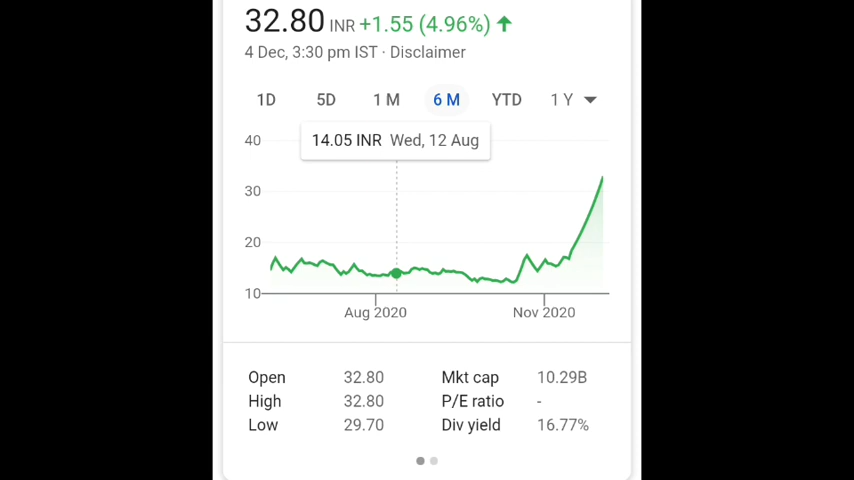 32.80 INR +1.55 (4.96%) ↑
4 Dec, 3:30 pm IST · Disclaimer
1D 5D 1 M 6 M YTD 1 Y
14.05 INR Wed, 12 Aug
40
30
20
10
Aug 2020 Nov 2020
Open 32.80 Mkt cap 10.29B
High 32.80 P/E ratio -
Low 29.70 Div yield 16.77%